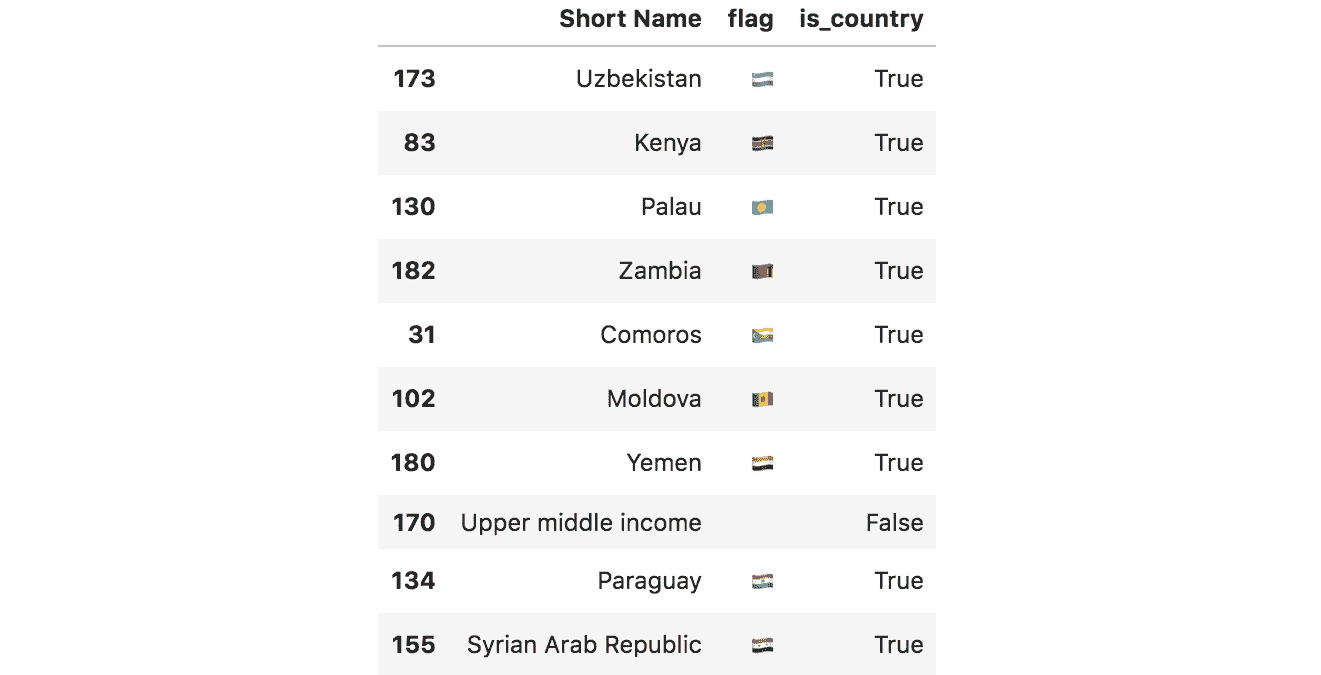 Short Name flag is_country
173 Uzbekistan 🇺🇿 True
83 Kenya 🇰🇪 True
130 Palau 🇵🇼 True
182 Zambia 🇿🇲 True
31 Comoros 🇰🇲 True
102 Moldova 🇲🇩 True
180 Yemen 🇾🇪 True
170 Upper middle income False
134 Paraguay 🇵🇾 True
155 Syrian Arab Republic 🇸🇾 True